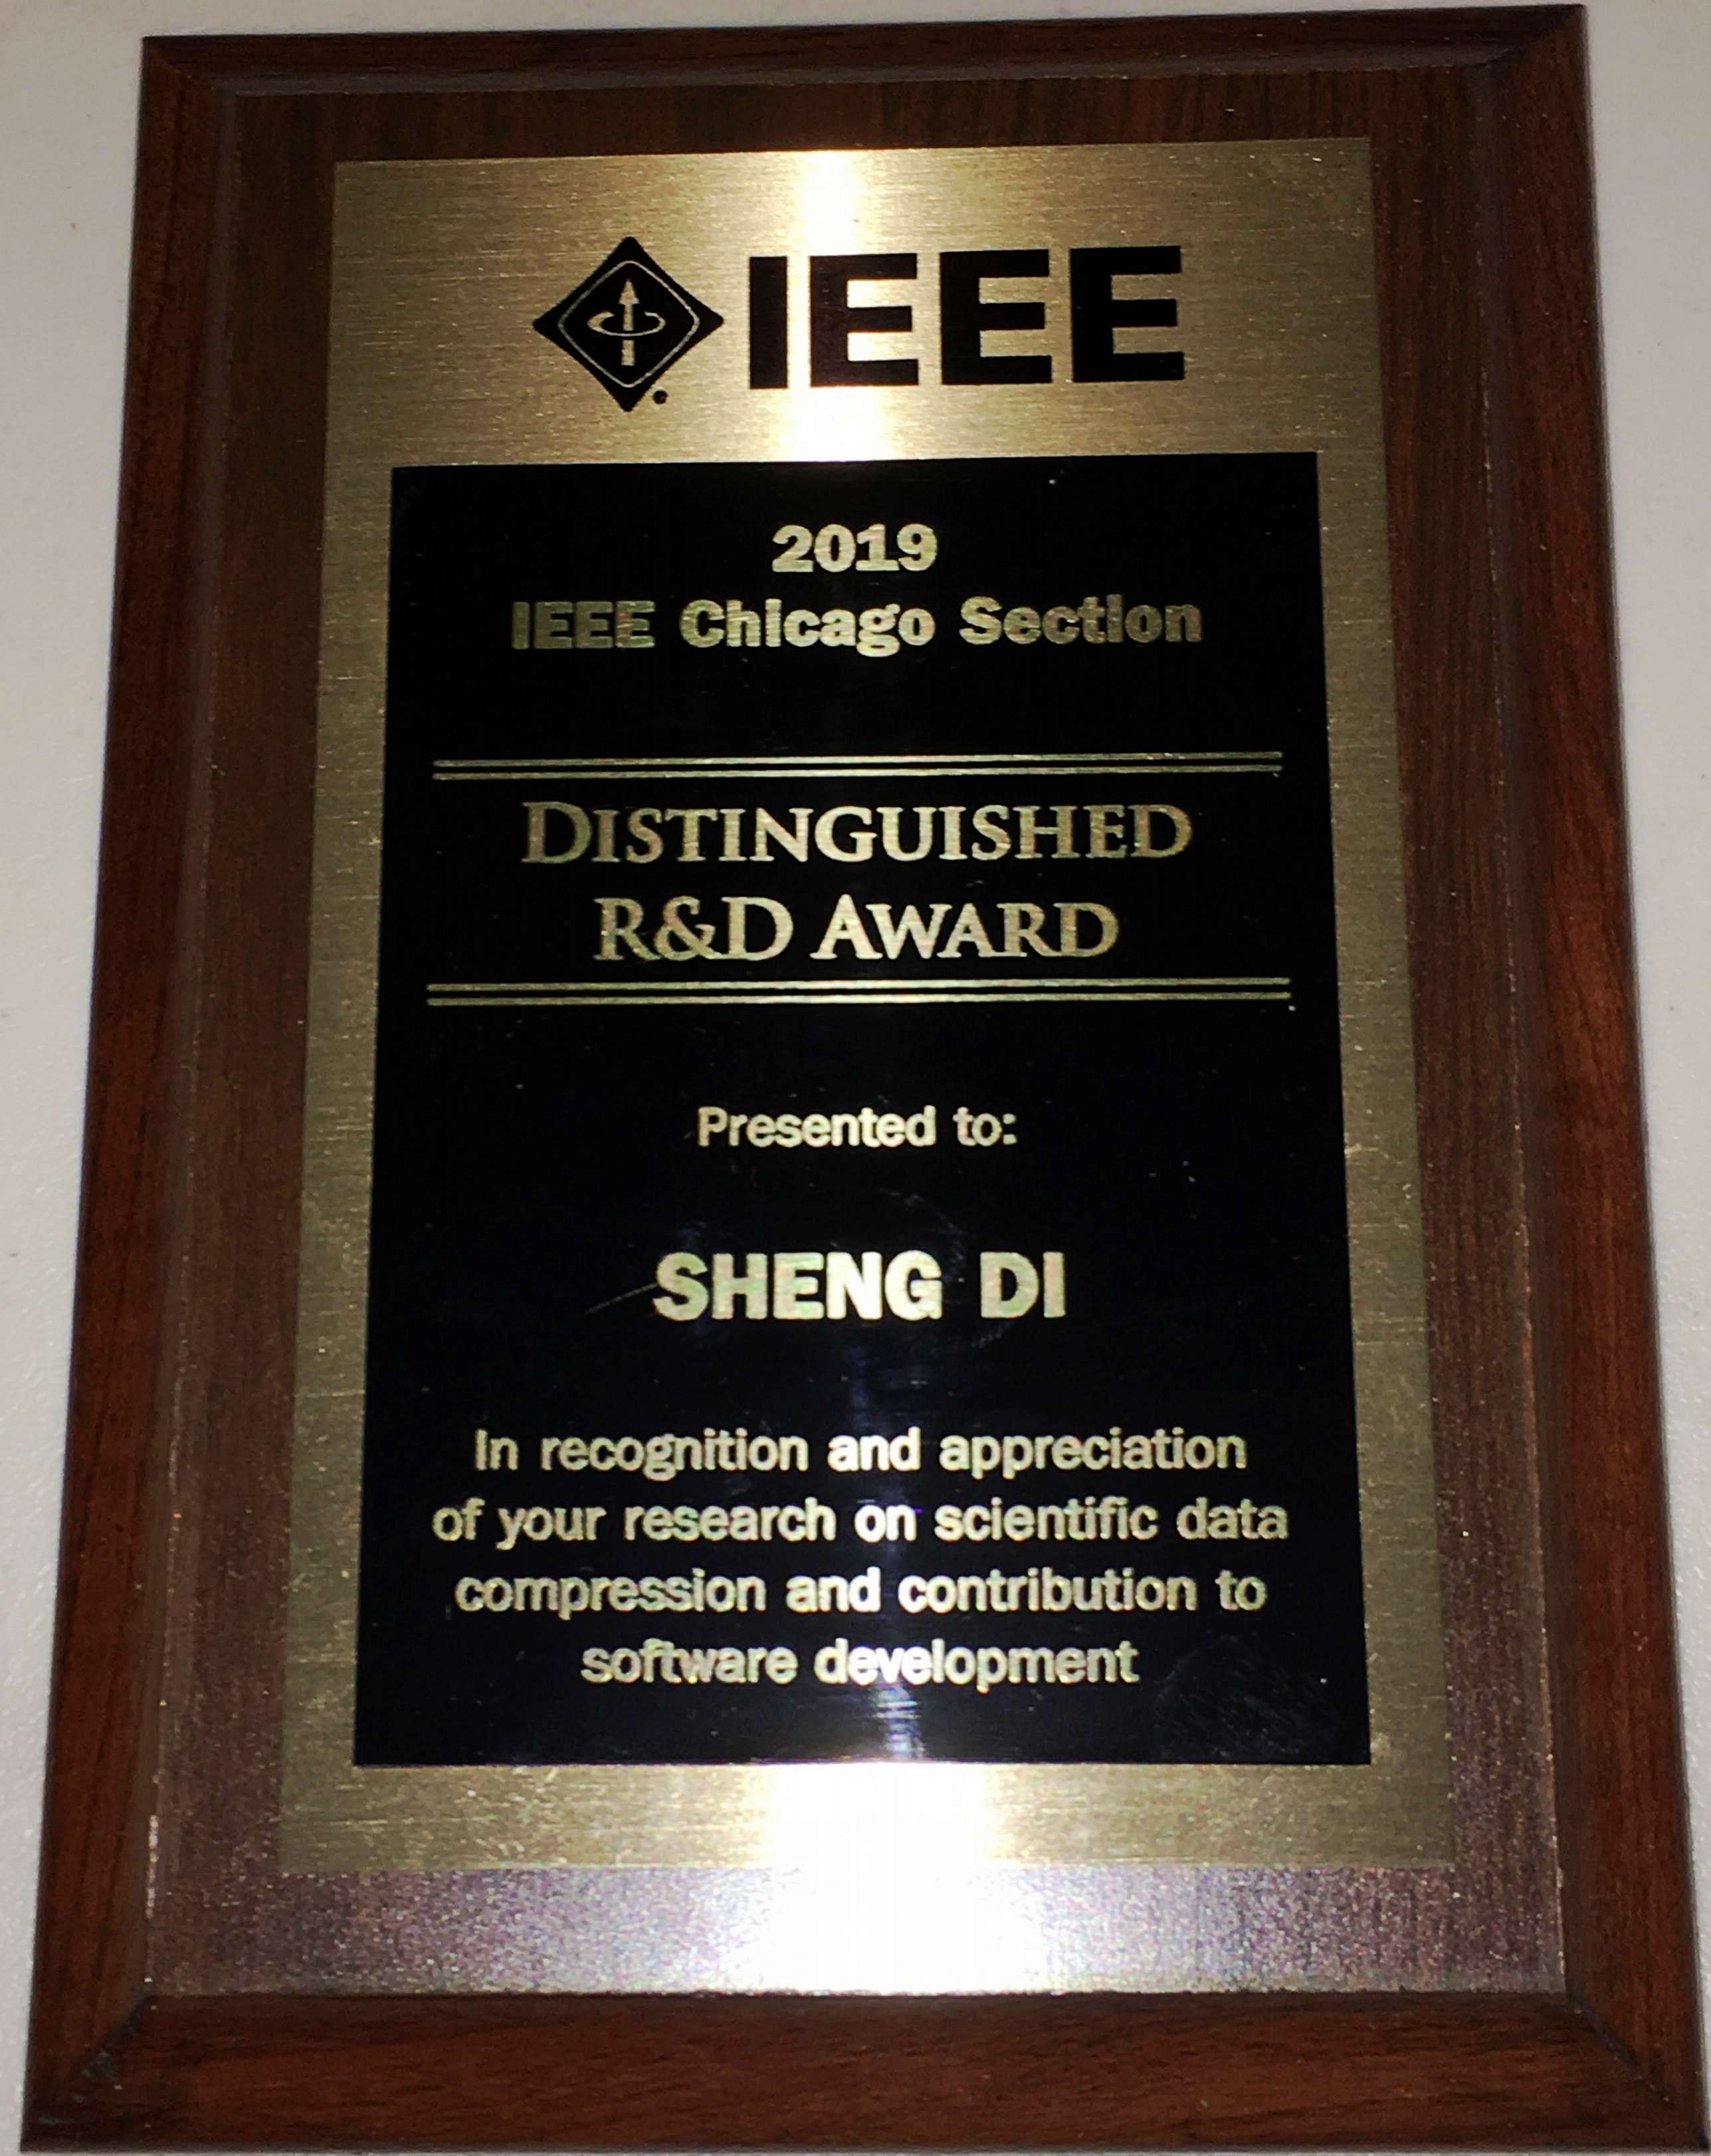 IEEE
2019
IEEE Chicago Section
DISTINGUISHED
R&D AWARD
Presented to:
SHENG DI
In recognition and appreciation
of your research on scientific data
compression and contribution to
software development